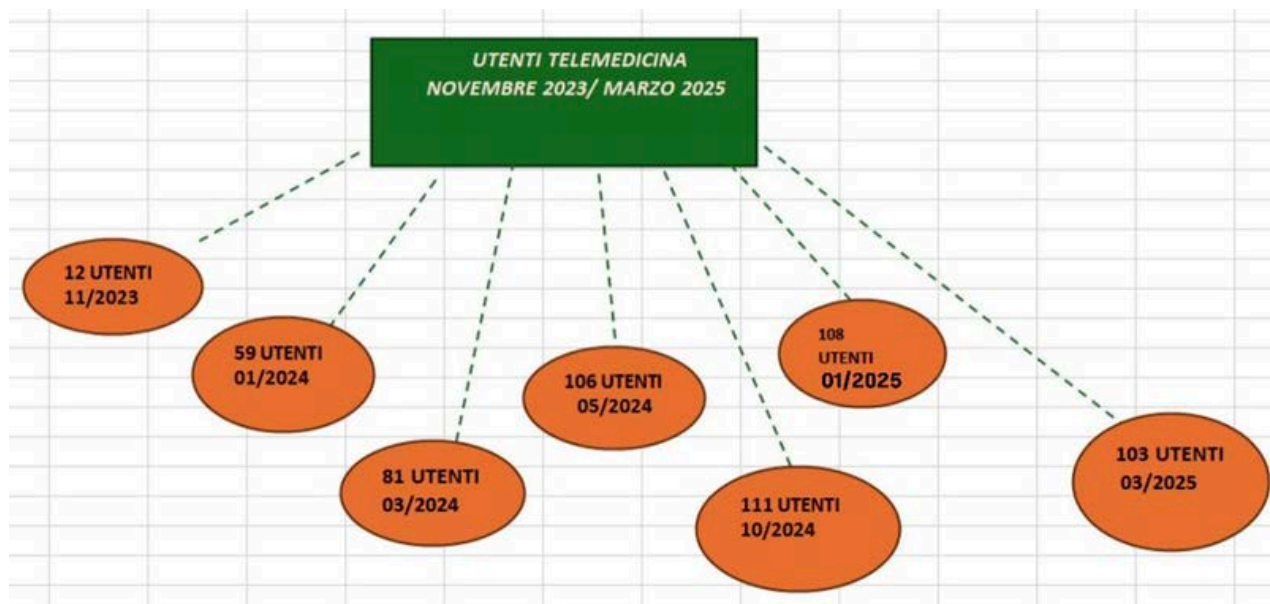 UTENTI TELEMEDICINA
NOVEMBRE 2023/ MARZO 2025
12 UTENTI
11/2023
59 UTENTI
01/2024
81 UTENTI
03/2024
106 UTENTI
05/2024
111 UTENTI
10/2024
108
UTENTI
01/2025
103 UTENTI
03/2025